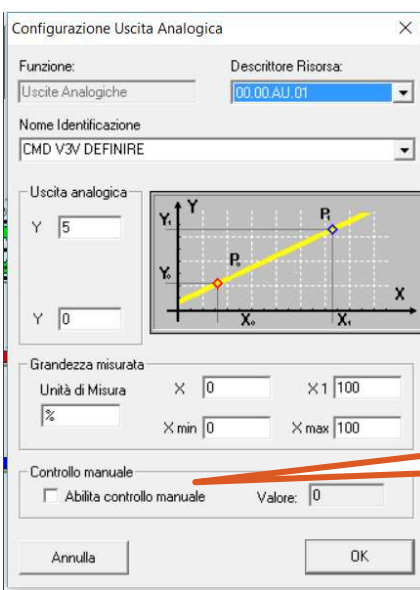 Configurazione Uscita Analogica
Funzione: Descrittore Risorsa:
Uscite Analogiche 00.00.AU.01
Nome Identificazione
CMD V3V DEFINIRE
Uscita analogica
Y 5
Y 0
Y₁ Y P₁
Y₀ P₀ X
X₀ X₁
Grandezza misurata
Unità di Misura X 0 X 1 100
% X min 0 X max 100
Controllo manuale
Abilita controllo manuale Valore: 0
Annulla OK